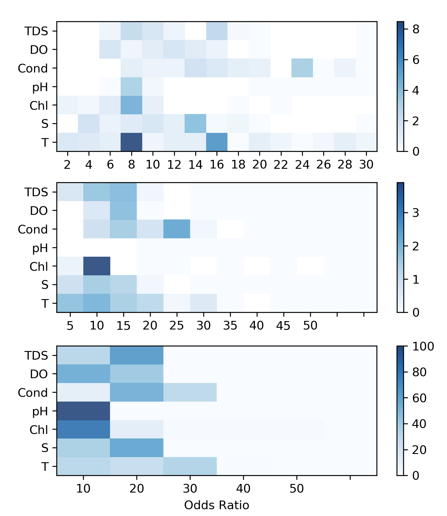 TDS
DO
Cond
pH
Chl
S
T
2 4 6 8 10 12 14 16 18 20 22 24 26 28 30
8
6
4
2
0
TDS
DO
Cond
pH
Chl
S
T
5 10 15 20 25 30 35 40 45 50
3
2
1
0
TDS
DO
Cond
pH
Chl
S
T
10 20 30 40 50
Odds Ratio
100
80
60
40
20
0